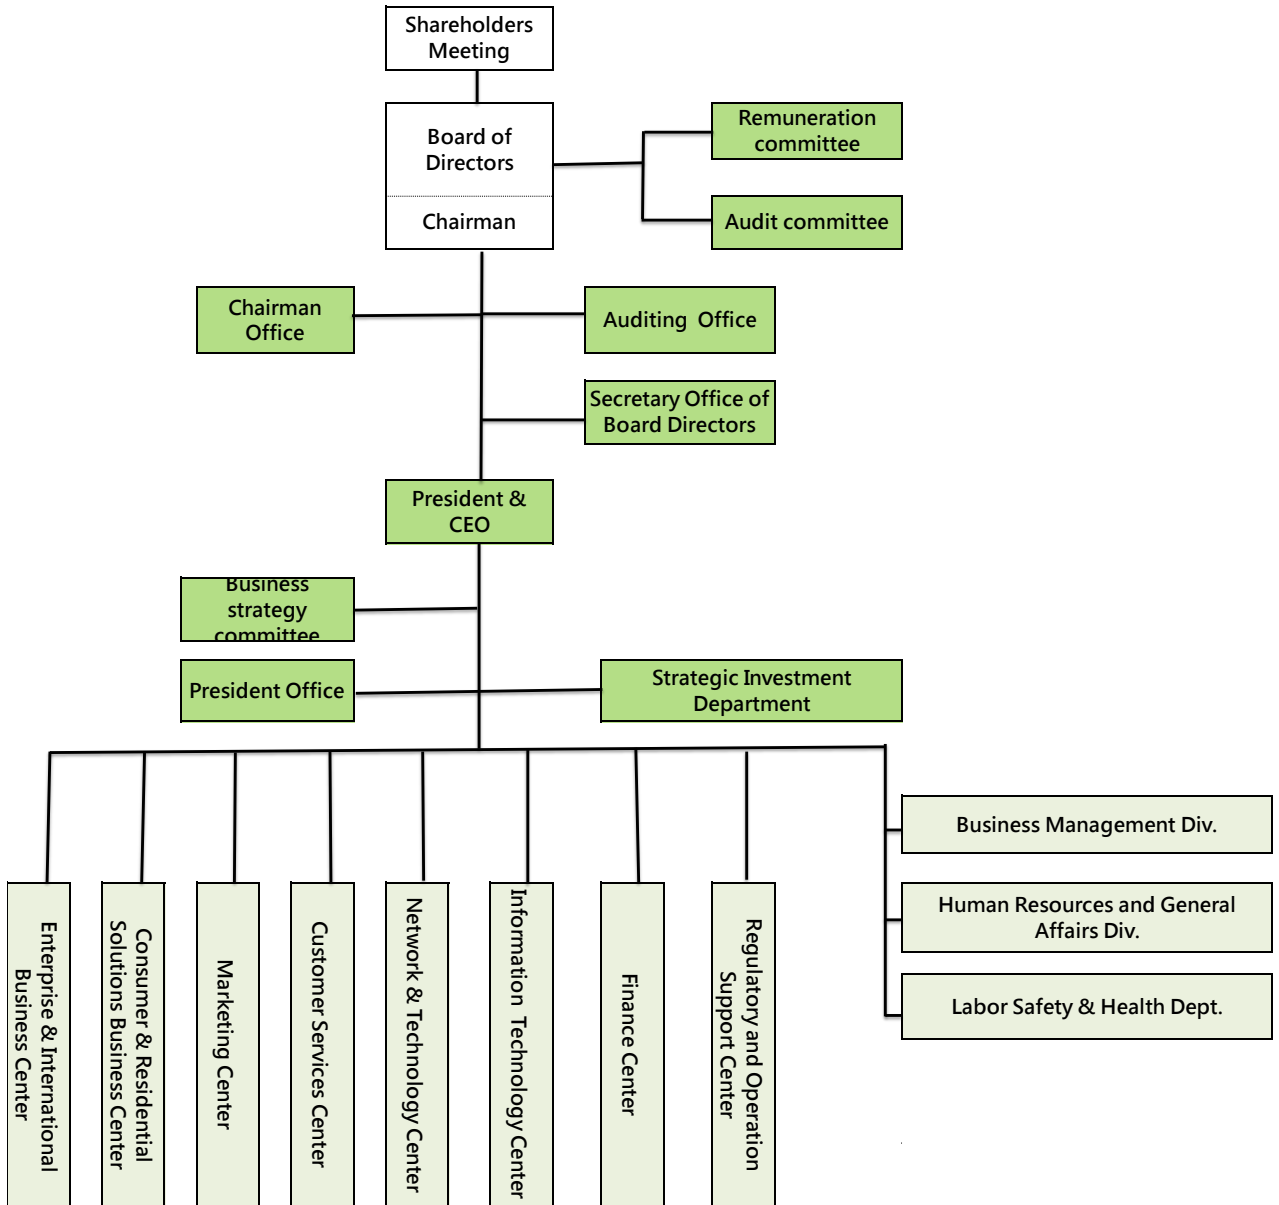 Shareholders
Meeting
Board of
Directors
Chairman
Remuneration
committee
Audit committee
Chairman
Office
Auditing Office
Secretary Office of
Board Directors
President &
CEO
Business
strategy
committee
President Office
Strategic Investment
Department
Enterprise & International
Business Center
Consumer & Residential
Solutions Business Center
Marketing Center
Customer Services Center
Network & Technology Center
Information Technology Center
Finance Center
Regulatory and Operation
Support Center
Business Management Div.
Human Resources and General
Affairs Div.
Labor Safety & Health Dept.